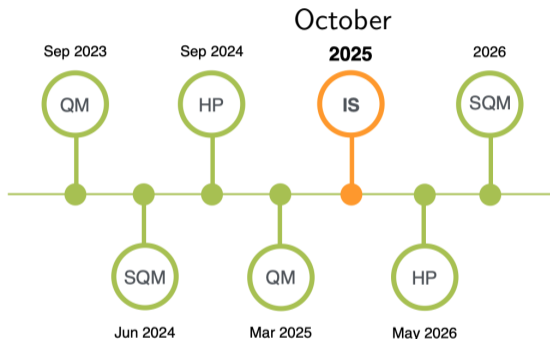 October
Sep 2023
Sep 2024
2025
2026
QM
HP
IS
SQM
SQM
QM
HP
Jun 2024
Mar 2025
May 2026